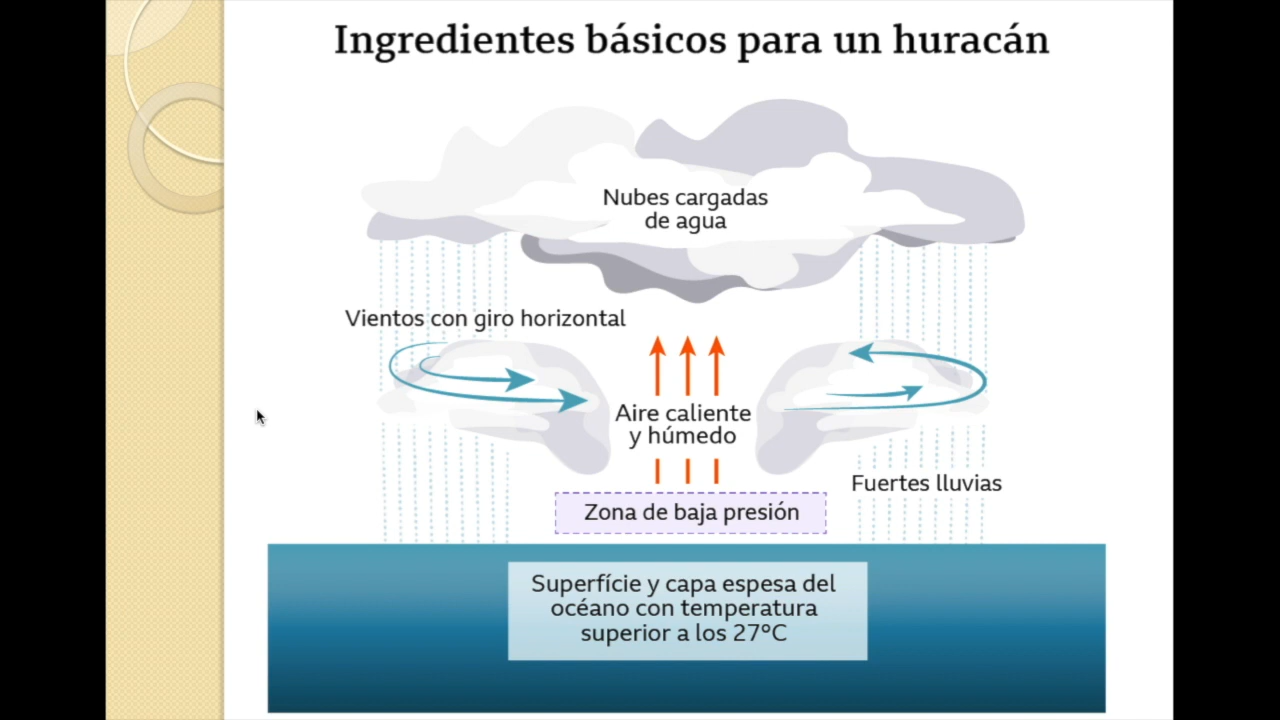 Ingredientes básicos para un huracán
Nubes cargadas
de agua
Vientos con giro horizontal
Aire caliente
y húmedo
Fuertes lluvias
Zona de baja presión
Superfície y capa espesa del
océano con temperatura
superior a los 27°C